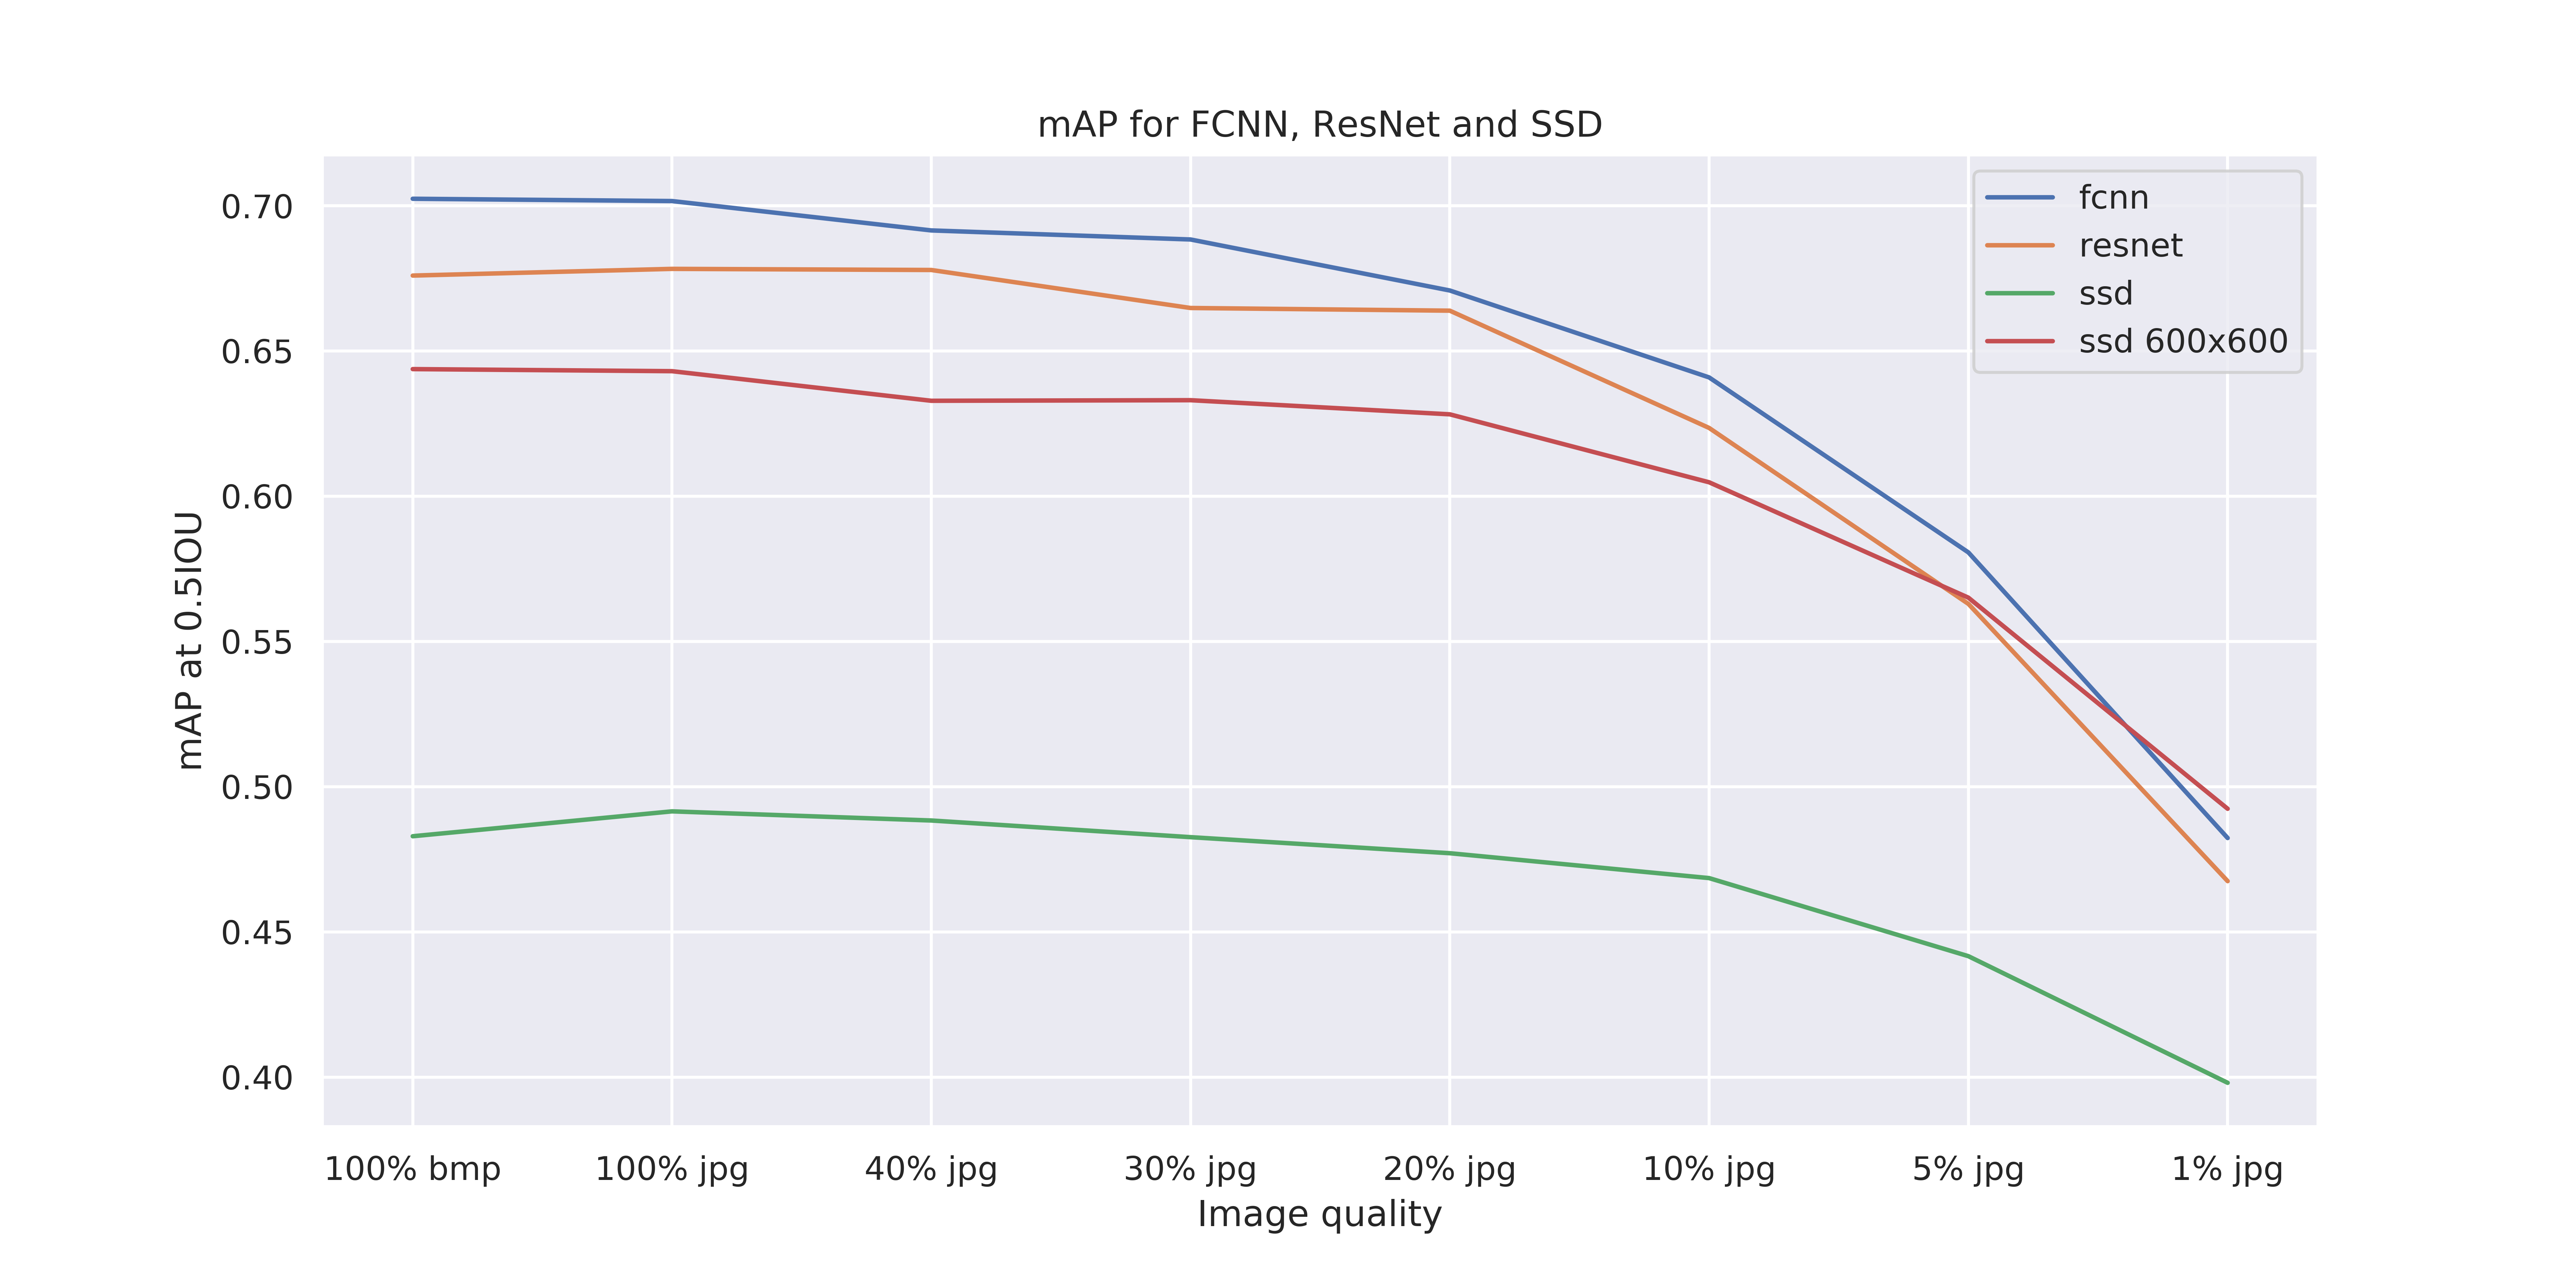 mAP for FCNN, ResNet and SSD
fcnn
resnet
ssd
ssd 600x600
0.70
0.65
0.60
0.55
0.50
0.45
0.40
mAP at 0.5IOU
100% bmp 100% jpg 40% jpg 30% jpg 20% jpg 10% jpg 5% jpg 1% jpg
Image quality